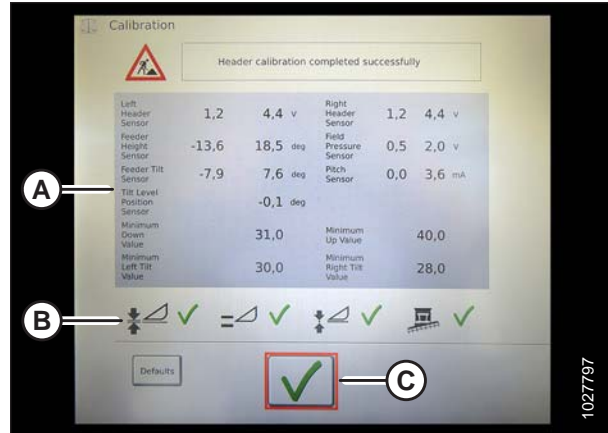 Calibration
Header calibration completed successfully
Left Header Sensor 1,2 4,4 v Right Header Sensor 1,2 4,4 v
Feeder Height Sensor -13,6 18,5 deg Field Pressure Sensor 0,5 2,0 v
Feeder Tilt Sensor -7,9 7,6 deg Pitch Sensor 0,0 3,6 mA
Tilt Level Position Sensor -0,1 deg
Minimum Down Value 31,0 Minimum Up Value 40,0
Minimum Left Tilt Value 30,0 Minimum Right Tilt Value 28,0
A
B
Defaults
C
1027797